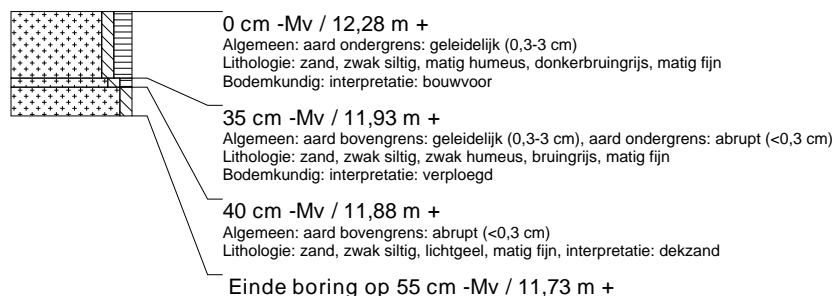 0 cm -Mv / 12,28 m +
Algemeen: aard ondergrens: geleidelijk (0,3-3 cm)
Lithologie: zand, zwak siltig, matig humeus, donkerbruingrijs, matig fijn
Bodemkundig: interpretatie: bouwvoor
35 cm -Mv / 11,93 m +
Algemeen: aard bovengrens: geleidelijk (0,3-3 cm), aard ondergrens: abrupt (<0,3 cm)
Lithologie: zand, zwak siltig, zwak humeus, bruingrijs, matig fijn
Bodemkundig: interpretatie: verploegd
40 cm -Mv / 11,88 m +
Algemeen: aard bovengrens: abrupt (<0,3 cm)
Lithologie: zand, zwak siltig, lichtgeel, matig fijn, interpretatie: dekzand
Einde boring op 55 cm -Mv / 11,73 m +